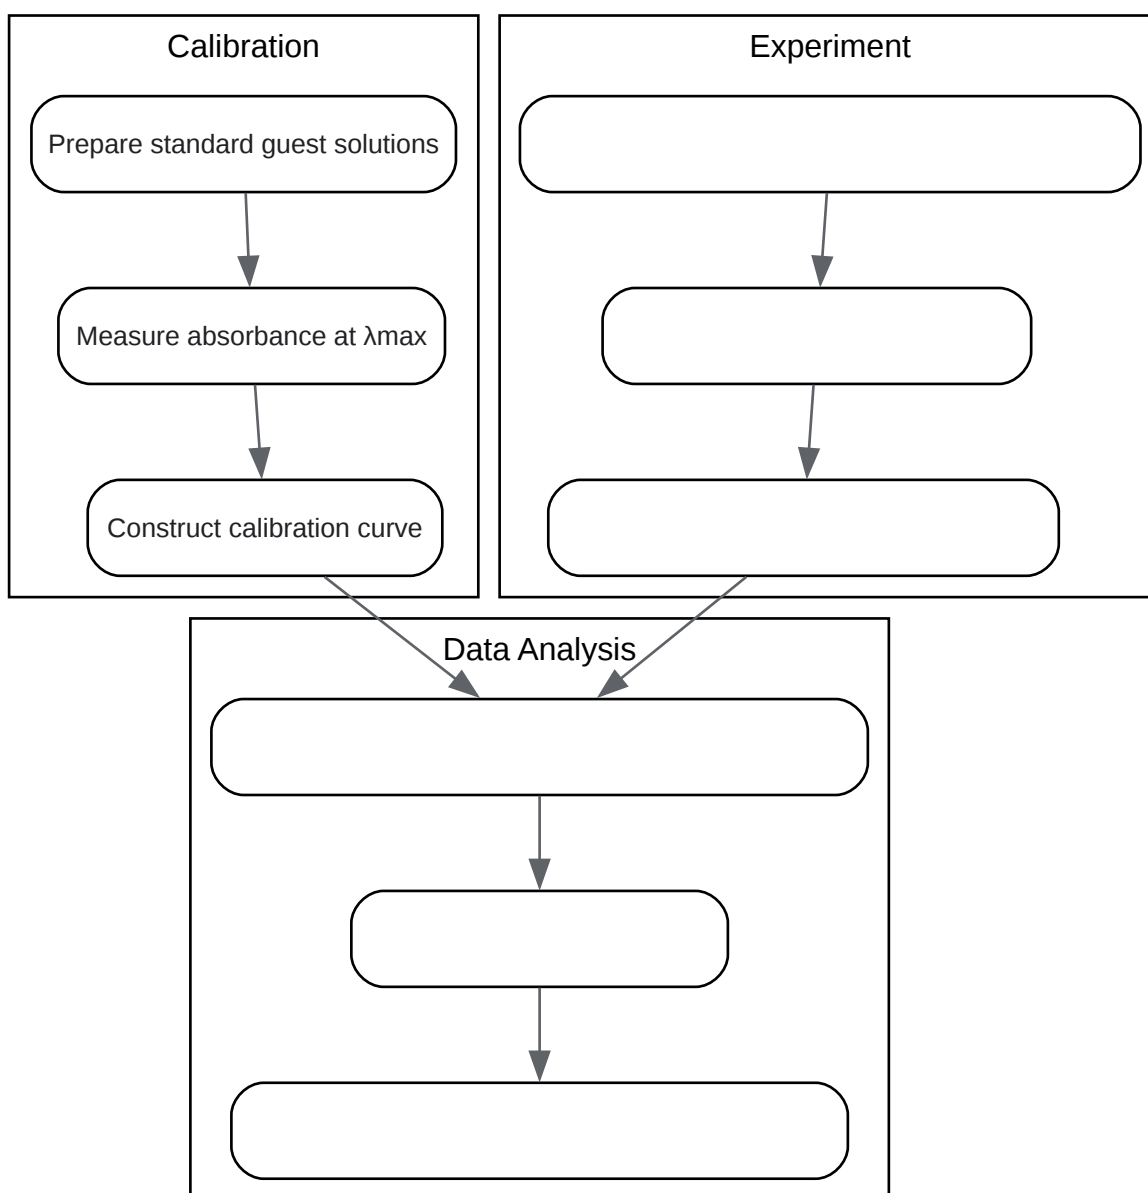 Calibration
Prepare standard guest solutions
Measure absorbance at λmax
Construct calibration curve
Experiment
Data Analysis